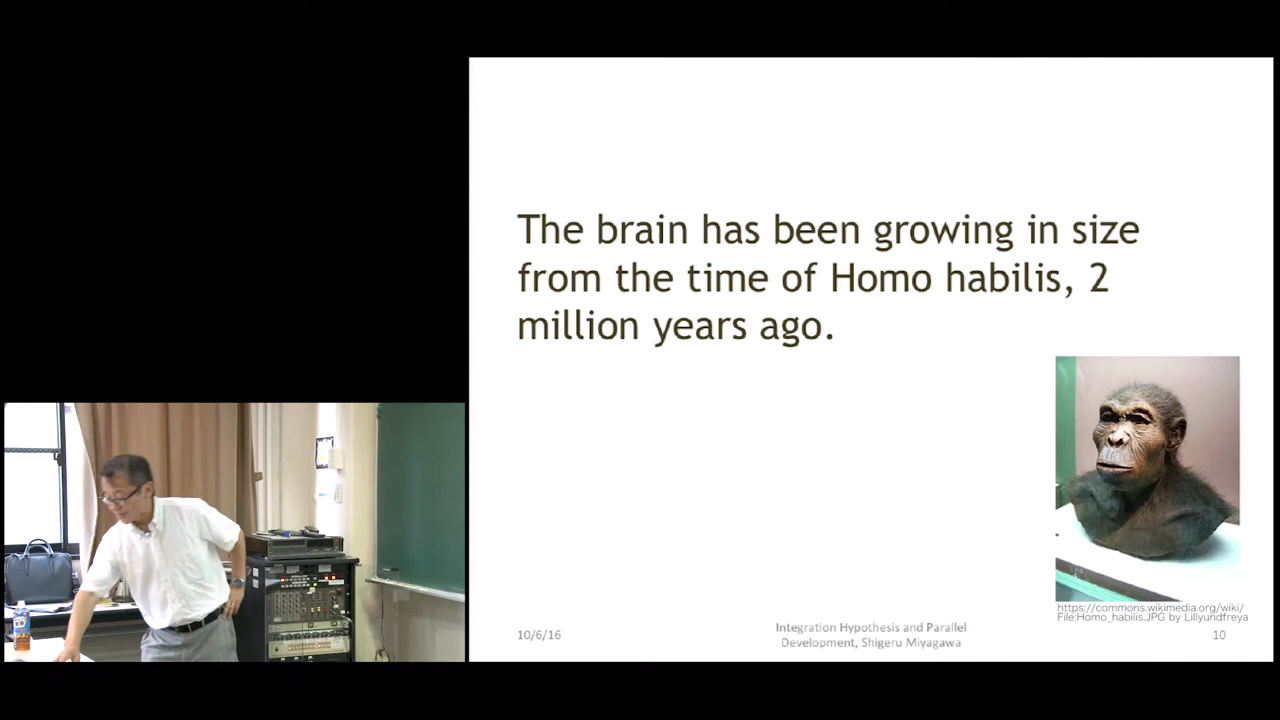 The brain has been growing in size
from the time of Homo habilis, 2
million years ago.
https://commons.wikimedia.org/wiki/
File:Homo_habilis.JPG by Lillyundfreya
10/6/16
Integration Hypothesis and Parallel
Development, Shigeru Miyagawa
10